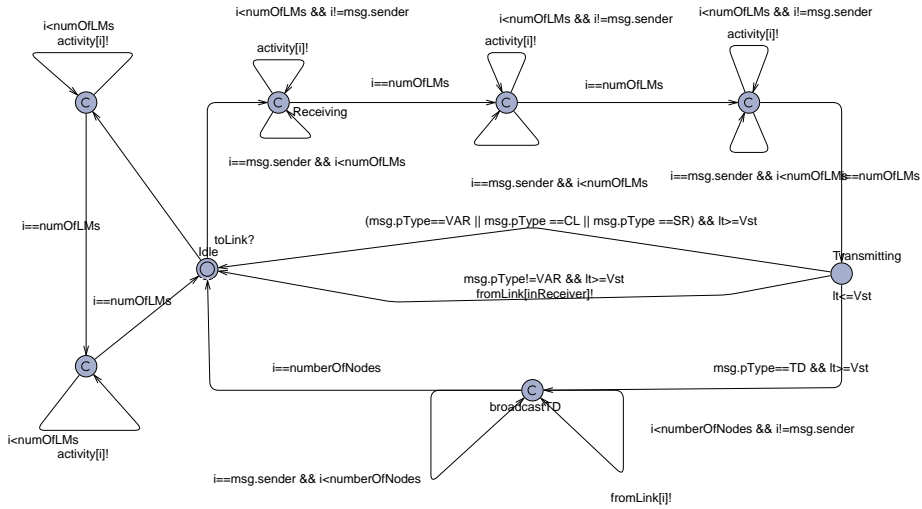 i<numOfLMs && i!=msg.sender
i<numOfLMs && i!=msg.sender
i<numOfLMs && i!=msg.sender
i<numOfLMs
activity[i]!
activity[i]!
activity[i]!
activity[i]!
i==numOfLMs
i==numOfLMs
C
C
C
C
Receiving
i==msg.sender && i<numOfLMs
i==msg.sender && i<numOfLMs
i==msg.sender && i<numOfLMs
i==numOfLMs
i==numOfLMs
(msg.pType==VAR || msg.pType ==CL || msg.pType ==SR) && lt>=Vst
toLink?
Idle
Transmitting
msg.pType!=VAR && lt>=Vst
fromLink[inReceiver]!
lt<=Vst
i==numOfLMs
C
i==numberOfNodes
msg.pType==TD && lt>=Vst
C
broadcastTD
i<numOfLMs
activity[i]!
i<numberOfNodes && i!=msg.sender
i==msg.sender && i<numberOfNodes
fromLink[i]!